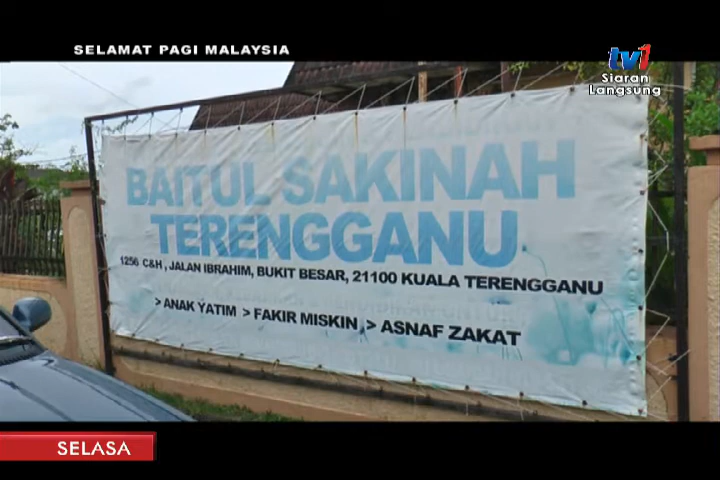 SELAMAT PAGI MALAYSIA
tv1
Siaran
Langsung
BAITUL SAKINAH
TERENGGANU
1256 C&H, JALAN IBRAHIM, BUKIT BESAR, 21100 KUALA TERENGGANU
> ANAK YATIM > FAKIR MISKIN > ASNAF ZAKAT
SELASA